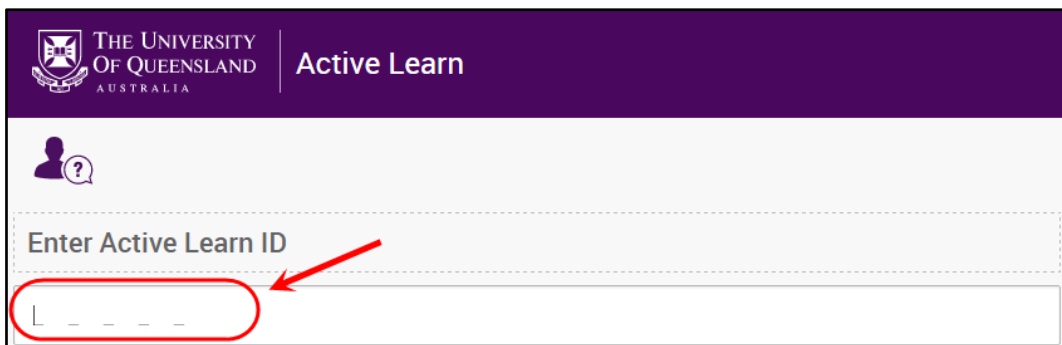 THE UNIVERSITY
OF QUEENSLAND
AUSTRALIA
Active Learn
?
Enter Active Learn ID
_ _ _ _ _